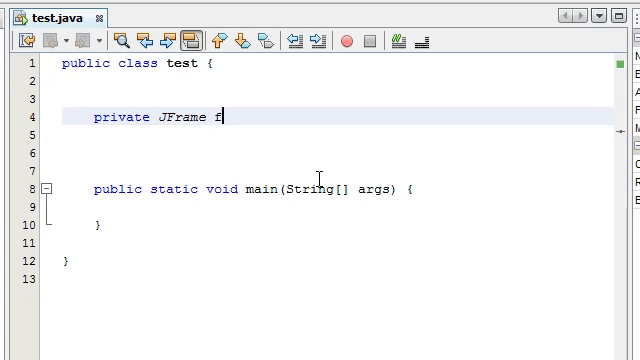 test.java
1 public class test {
2
3
4 private JFrame f
5
6
7
8 public static void main(String[] args) {
9
10 }
11
12 }
13